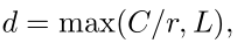 d = max(C/r, L),